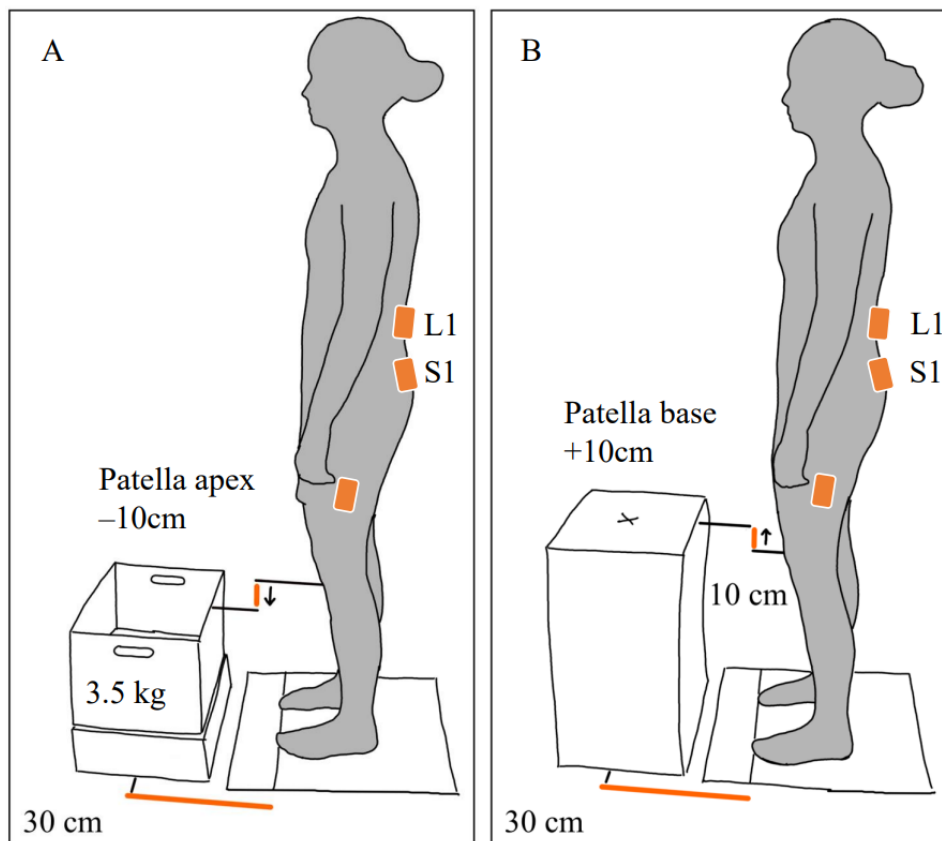 A
L1
S1
Patella apex
–10cm
3.5 kg
30 cm
B
L1
S1
Patella base
+10cm
X
10 cm
30 cm